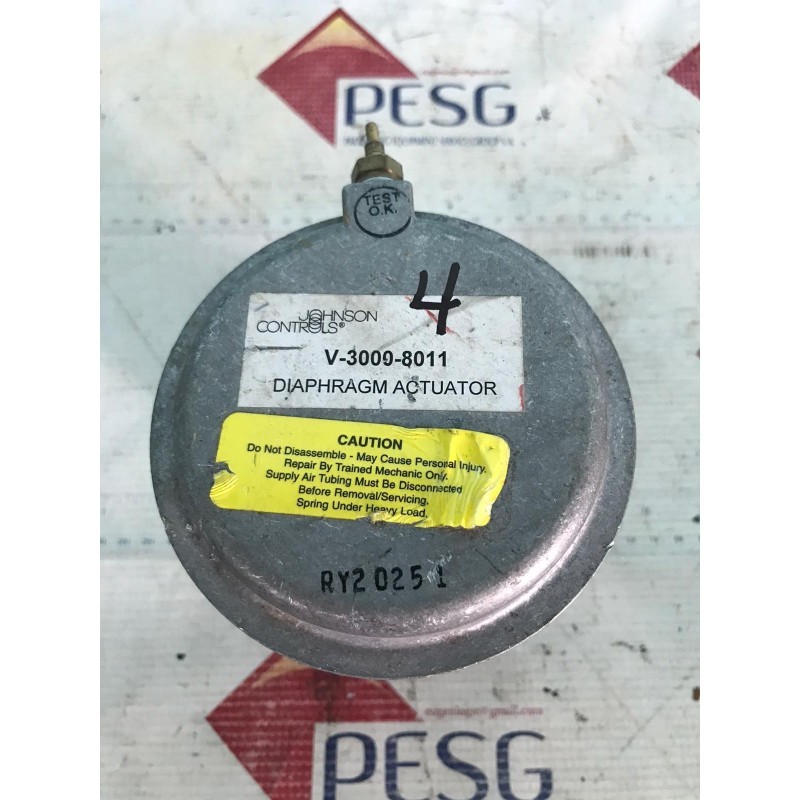 PESG
TEST
O.K.
4
JOHNSON
CONTROLS®
V-3000-8011
DIAPHRAGM ACTUATOR
CAUTION
Do Not Disassemble - May Cause Personal Injury.
Repair By Trained Mechanic Only.
Supply Air Tubing Must Be Disconnected
Before Removal/Servicing.
Spring Under Heavy Load.
RY2 025 1
PESG